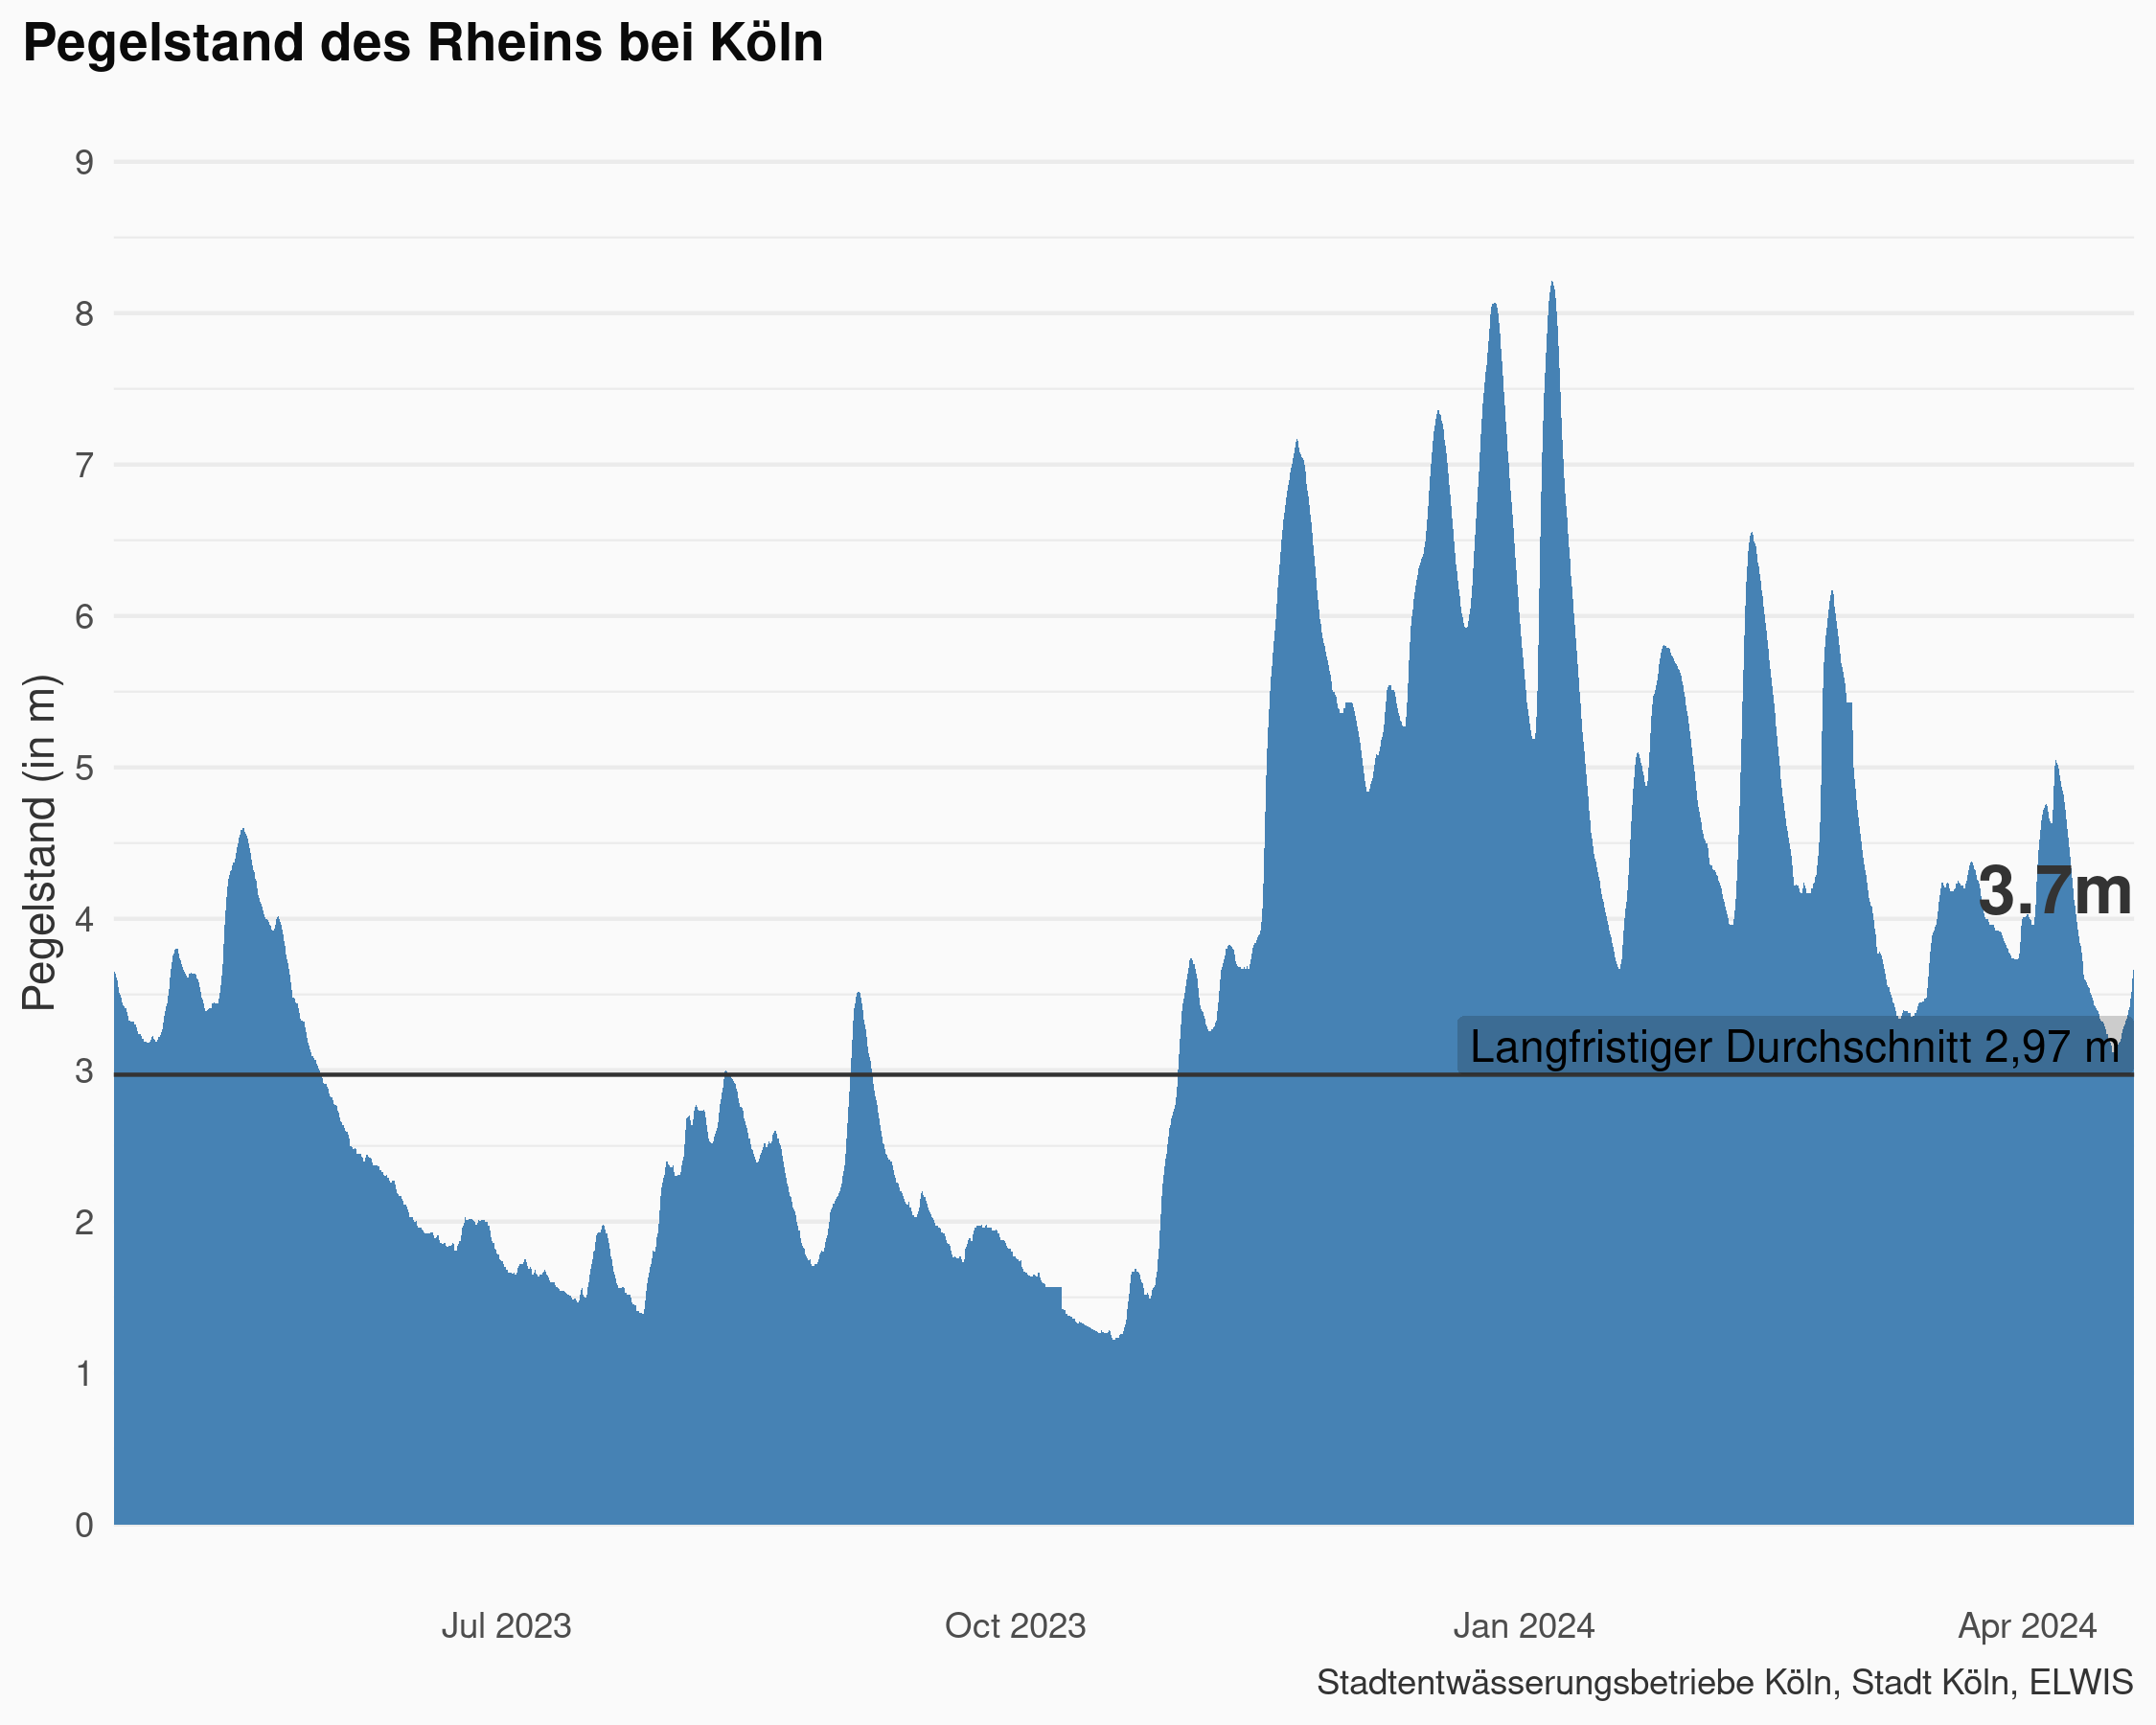 Pegelstand des Rheins bei Köln
Pegelstand (in m)
9
8
7
6
5
4
3
2
1
0
3.7m
Langfristiger Durchschnitt 2,97 m
Jul 2023
Oct 2023
Jan 2024
Apr 2024
Stadtentwässerungsbetriebe Köln, Stadt Köln, ELWIS